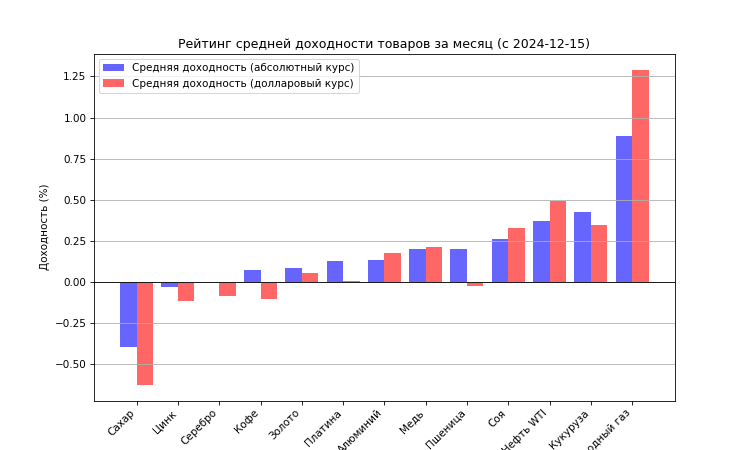 Рейтинг средней доходности товаров за месяц (с 2024-12-15)
Средняя доходность (абсолютный курс)
Средняя доходность (долларовый курс)
Доходность (%)
1.25
1.00
0.75
0.50
0.25
0.00
−0.25
−0.50
Сахар
Цинк
Серебро
Кофе
Золото
Платина
Алюминий
Медь
Пшеница
Соя
Нефть WTI
Кукуруза
газ